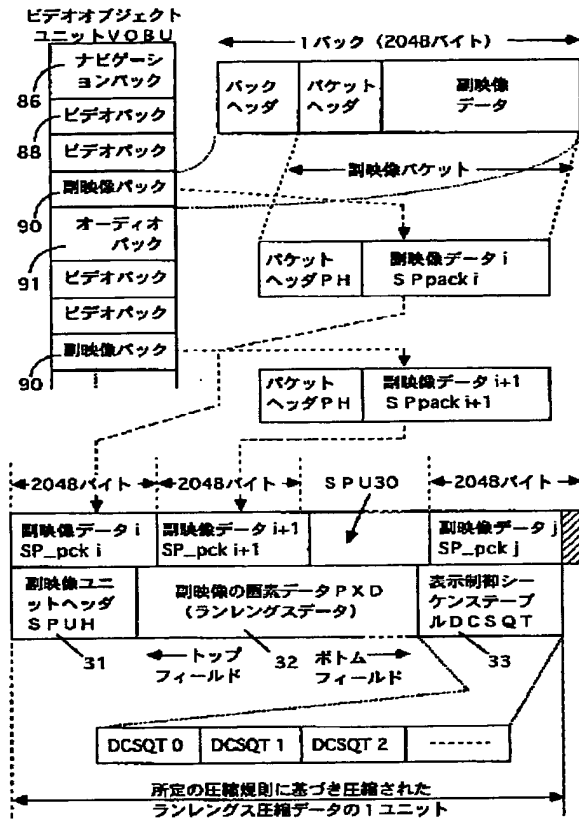 ビデオオブジェクト
ユニットVOBU
ナビゲーシ
ョンパック
86
ビデオパック
88
ビデオパック
副映像パック
90
オーディオ
パック
91
ビデオパック
ビデオパック
副映像パック
90
1パック (2048バイト)
パック
ヘッダ
パケット
ヘッダ
副映像
データ
副映像パケット
パケット
ヘッダPH
副映像データ i
SPpack i
パケット
ヘッダPH
副映像データ i+1
SPpack i+1
2048バイト
2048バイト
SPU30
2048バイト
副映像データ i
SP_pck i
副映像データ i+1
SP_pck i+1
副映像データ j
SP_pck j
副映像ユニ
ットヘッダ
SPUH
副映像の画素データPXD
(ランレングスデータ)
表示制御シー
ケンステーブ
ルDCSQT
31
トップ
フィールド
32
ボトム
フィールド
33
DCSQT 0
DCSQT 1
DCSQT 2
--------
所定の圧縮規則に基づき圧縮された
ランレングス圧縮データの1ユニット